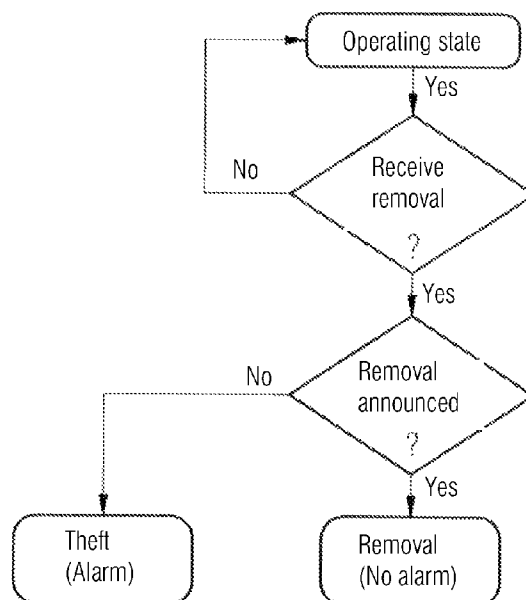 Operating state
Yes
No
Receive
removal
?
Yes
No
Removal
announced
?
Yes
Theft
(Alarm)
Removal
(No alarm)